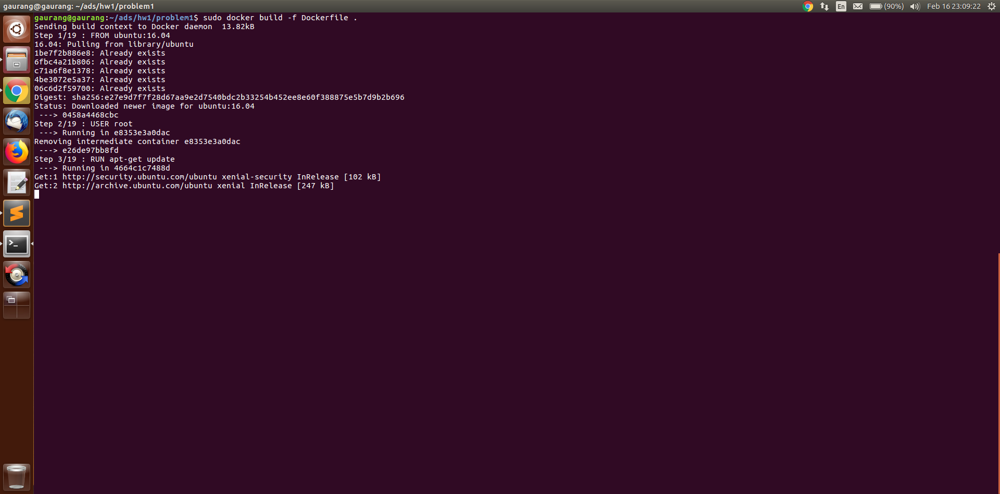 gaurang@gaurang: ~/ads/hw1/problem1
En
(90%)
Feb 16 23:09:22
gaurang@gaurang:~/ads/hw1/problem1$ sudo docker build -f Dockerfile .
Sending build context to Docker daemon  13.82kB
Step 1/19 : FROM ubuntu:16.04
16.04: Pulling from library/ubuntu
1be7f2b886e8: Already exists
6fbc4a21b806: Already exists
c71a6f8e1378: Already exists
4be3072e5a37: Already exists
06c6d2f59700: Already exists
Digest: sha256:e27e9d7f7f28d67aa9e2d7540bdc2b33254b452ee8e60f388875e5b7d9b2b696
Status: Downloaded newer image for ubuntu:16.04
 ---> 0458a4468cbc
Step 2/19 : USER root
 ---> Running in e8353e3a0dac
Removing intermediate container e8353e3a0dac
 ---> e26de97bb8fd
Step 3/19 : RUN apt-get update
 ---> Running in 4664c1c7488d
Get:1 http://security.ubuntu.com/ubuntu xenial-security InRelease [102 kB]
Get:2 http://archive.ubuntu.com/ubuntu xenial InRelease [247 kB]